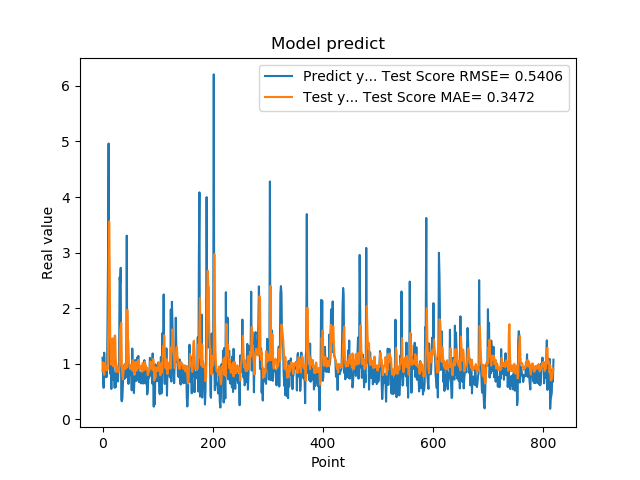 Model predict
Predict y... Test Score RMSE= 0.5406
Test y... Test Score MAE= 0.3472
6
5
4
3
2
1
0
Real value
0 200 400 600 800
Point